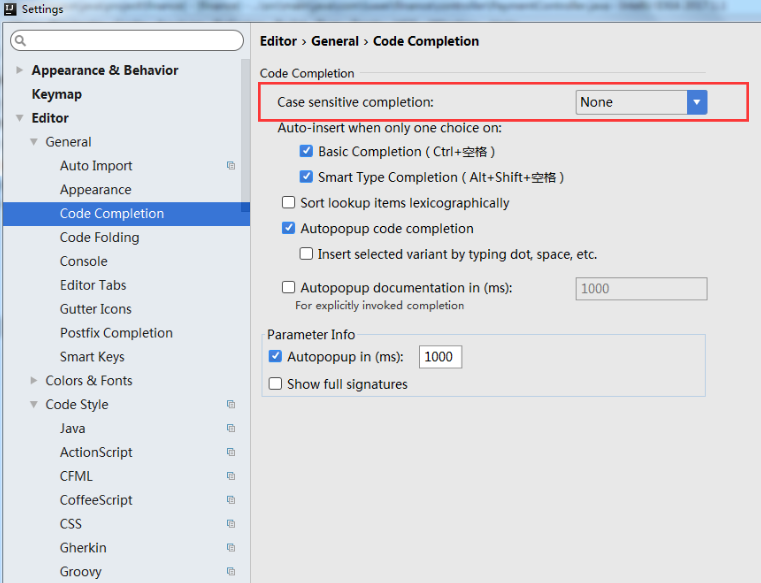 Settings
Appearance & Behavior
Keymap
Editor
General
Auto Import
Appearance
Code Completion
Code Folding
Console
Editor Tabs
Gutter Icons
Postfix Completion
Smart Keys
Colors & Fonts
Code Style
Java
ActionScript
CFML
CoffeeScript
CSS
Gherkin
Groovy
Editor › General › Code Completion
Code Completion
Case sensitive completion: None
Auto-insert when only one choice on:
Basic Completion ( Ctrl+空格 )
Smart Type Completion ( Alt+Shift+空格 )
Sort lookup items lexicographically
Autopopup code completion
Insert selected variant by typing dot, space, etc.
Autopopup documentation in (ms): 1000
For explicitly invoked completion
Parameter Info
Autopopup in (ms): 1000
Show full signatures